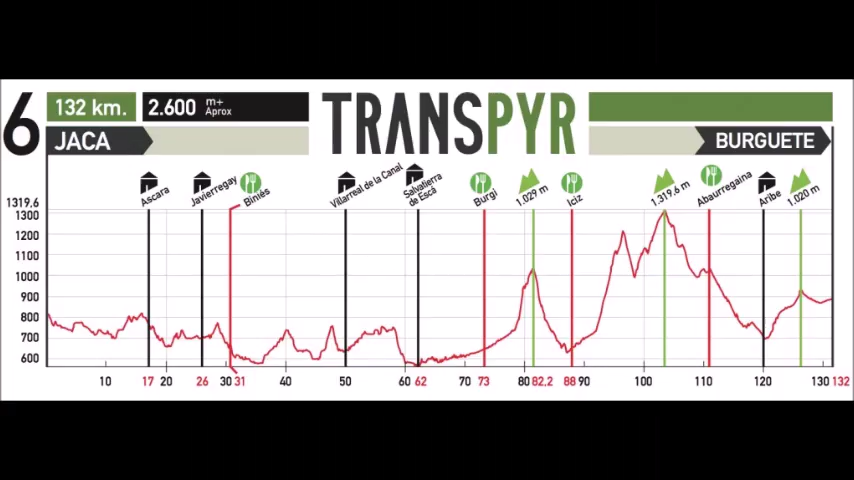 6
132 km.
2.600 m+ Aprox
TRANSPYR
JACA
BURGUETE
Ascara
Javierregay
Biniés
Villarreal de la Canal
Salvatierra de Escá
Burgi
1.029 m
Iciz
1.319,6 m
Abaurregaina
Aribe
1.020 m
1319.6
1300
1200
1100
1000
900
800
700
600
10 17 20 26 30 31 40 50 60 62 70 73 80 82,2 88 90 100 110 120 130 132